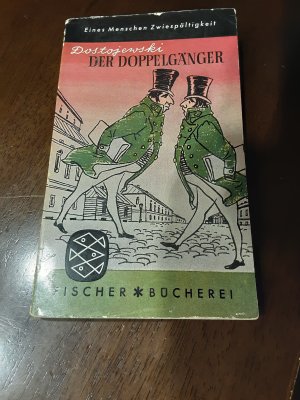 Eines Menschen Zwiespältigkeit
Dostojewski
DER DOPPELGÄNGER
FISCHER * BÜCHEREI